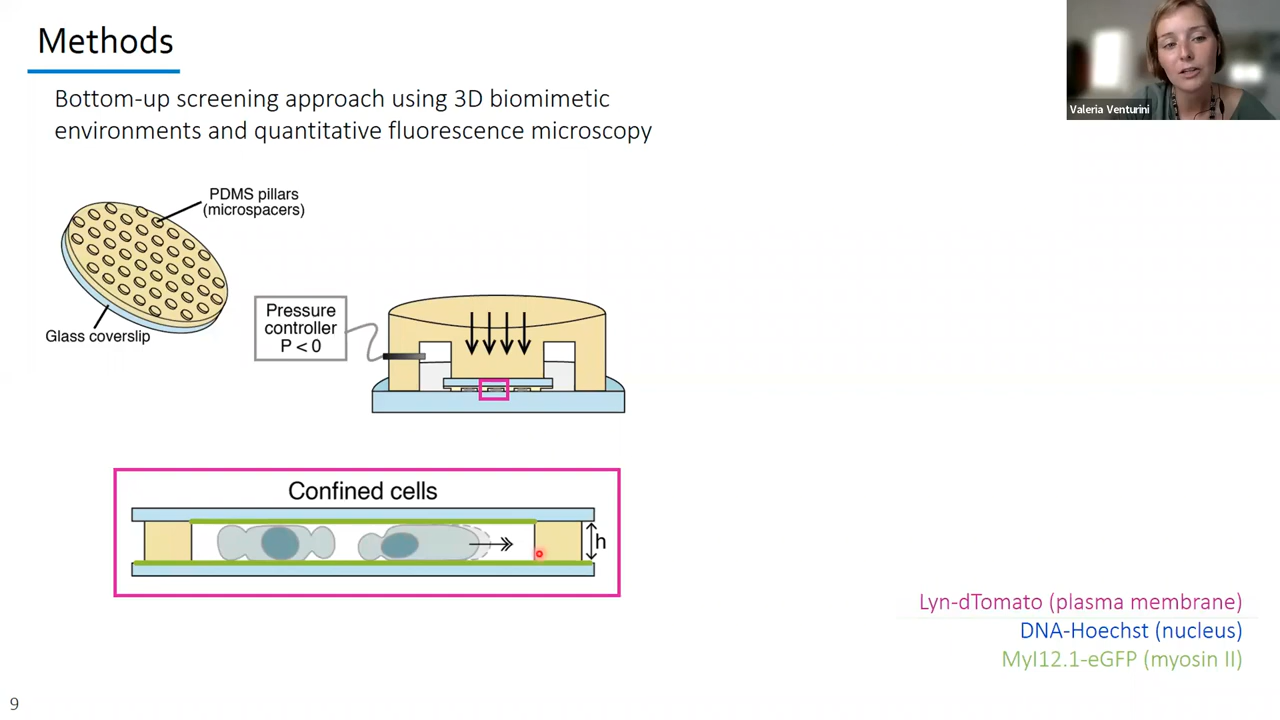 Methods
Valeria Venturini
Bottom-up screening approach using 3D biomimetic
environments and quantitative fluorescence microscopy
PDMS pillars
(microspacers)
Glass coverslip
Pressure
controller
P < 0
Confined cells
h
Lyn-dTomato (plasma membrane)
DNA-Hoechst (nucleus)
Myl12.1-eGFP (myosin II)
9